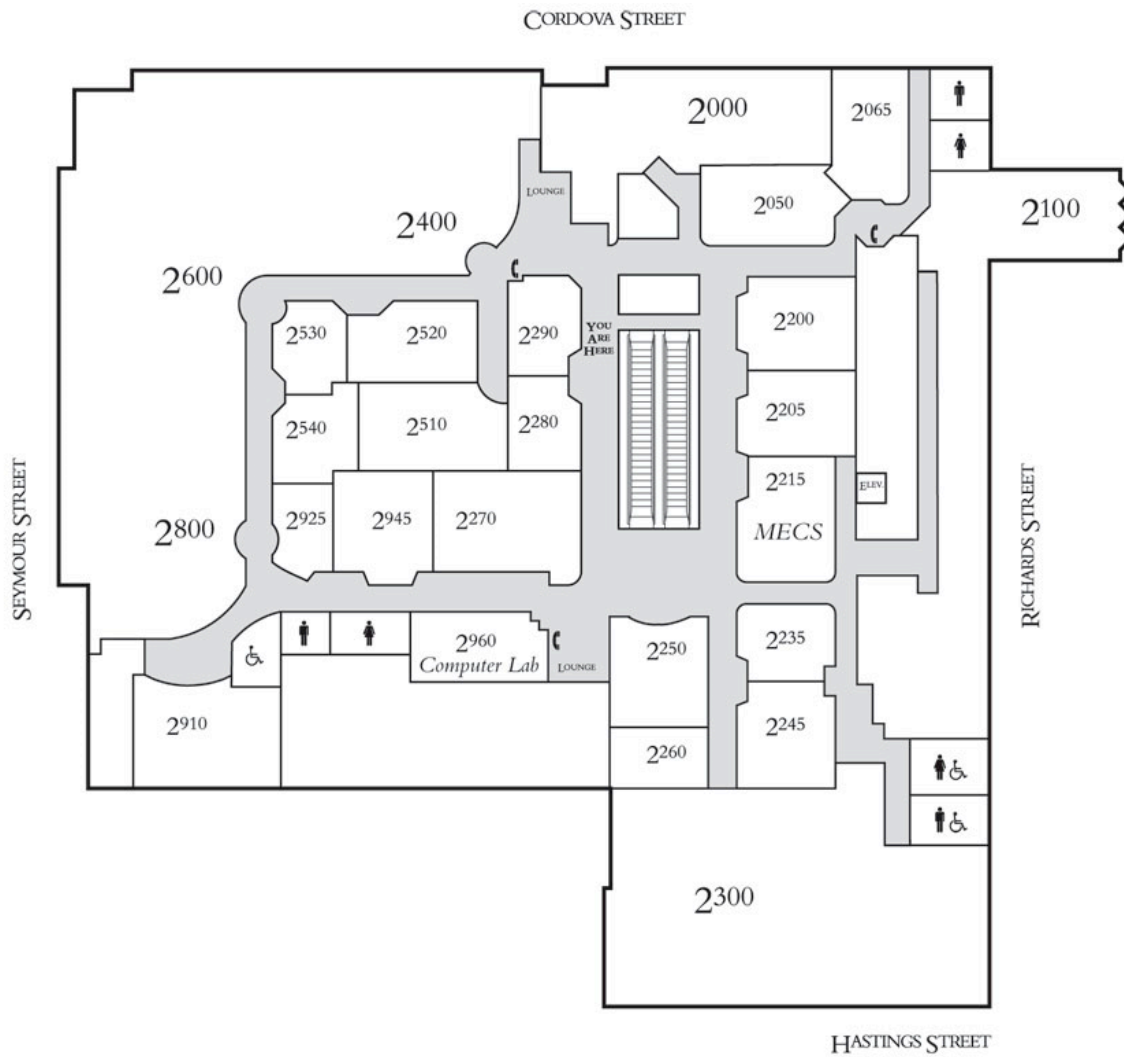 CORDOVA STREET
2000
2065
LOUNGE
2050
2100
2400
2600
2200
2530
2520
2290
YOU
ARE
HERE
2205
2540
2510
2280
2215
ELEV.
MECS
2925
2945
2270
2800
SEYMOUR STREET
RICHARDS STREET
2960
Computer Lab
LOUNGE
2250
2235
2910
2260
2245
2300
HASTINGS STREET